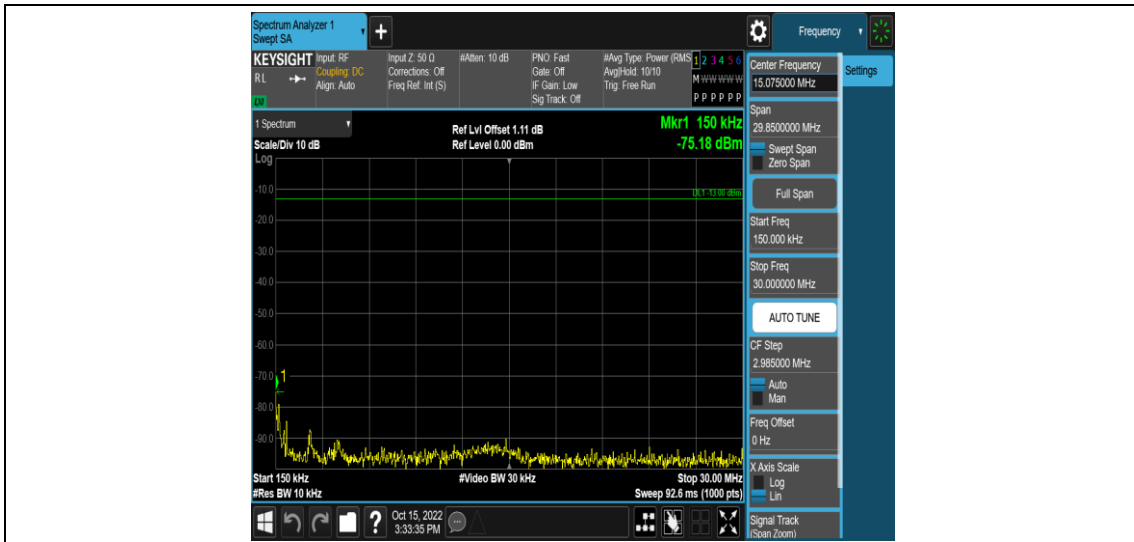 Spectrum Analyzer 1
Swept SA
+
Frequency
KEYSIGHT
RL
Input: RF
Coupling: DC
Align: Auto
Input Z: 50 Ω
Corrections: Off
Freq Ref: Int (S)
#Atten: 10 dB
PNO: Fast
Gate: Off
IF Gain: Low
Sig Track: Off
#Avg Type: Power (RMS
Avg|Hold: 10/10
Trig: Free Run
1 2 3 4 5 6
M W W W W W
P P P P P P
1 Spectrum
Scale/Div 10 dB
Ref Lvl Offset 1.11 dB
Ref Level 0.00 dBm
Mkr1 150 kHz
-75.18 dBm
Log
DL1 -13.00 dBm
-10.0
-20.0
-30.0
-40.0
-50.0
-60.0
-70.0
1
-80.0
-90.0
Start 150 kHz
#Video BW 30 kHz
Stop 30.00 MHz
#Res BW 10 kHz
Sweep 92.6 ms (1000 pts)
Center Frequency
15.075000 MHz
Settings
Span
29.8500000 MHz
Swept Span
Zero Span
Full Span
Start Freq
150.000 kHz
Stop Freq
30.000000 MHz
AUTO TUNE
CF Step
2.985000 MHz
Auto
Man
Freq Offset
0 Hz
X Axis Scale
Log
Lin
Signal Track
(Span Zoom)
?
Oct 15, 2022
3:33:35 PM